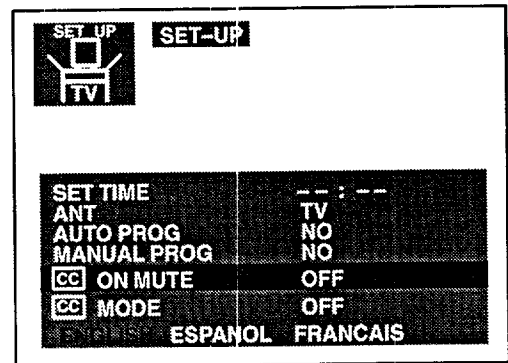 SET UP
TV
SET-UP
SET TIME --:--
ANT TV
AUTO PROG NO
MANUAL PROG NO
CC ON MUTE OFF
CC MODE OFF
ENGLISH ESPANOL FRANCAIS